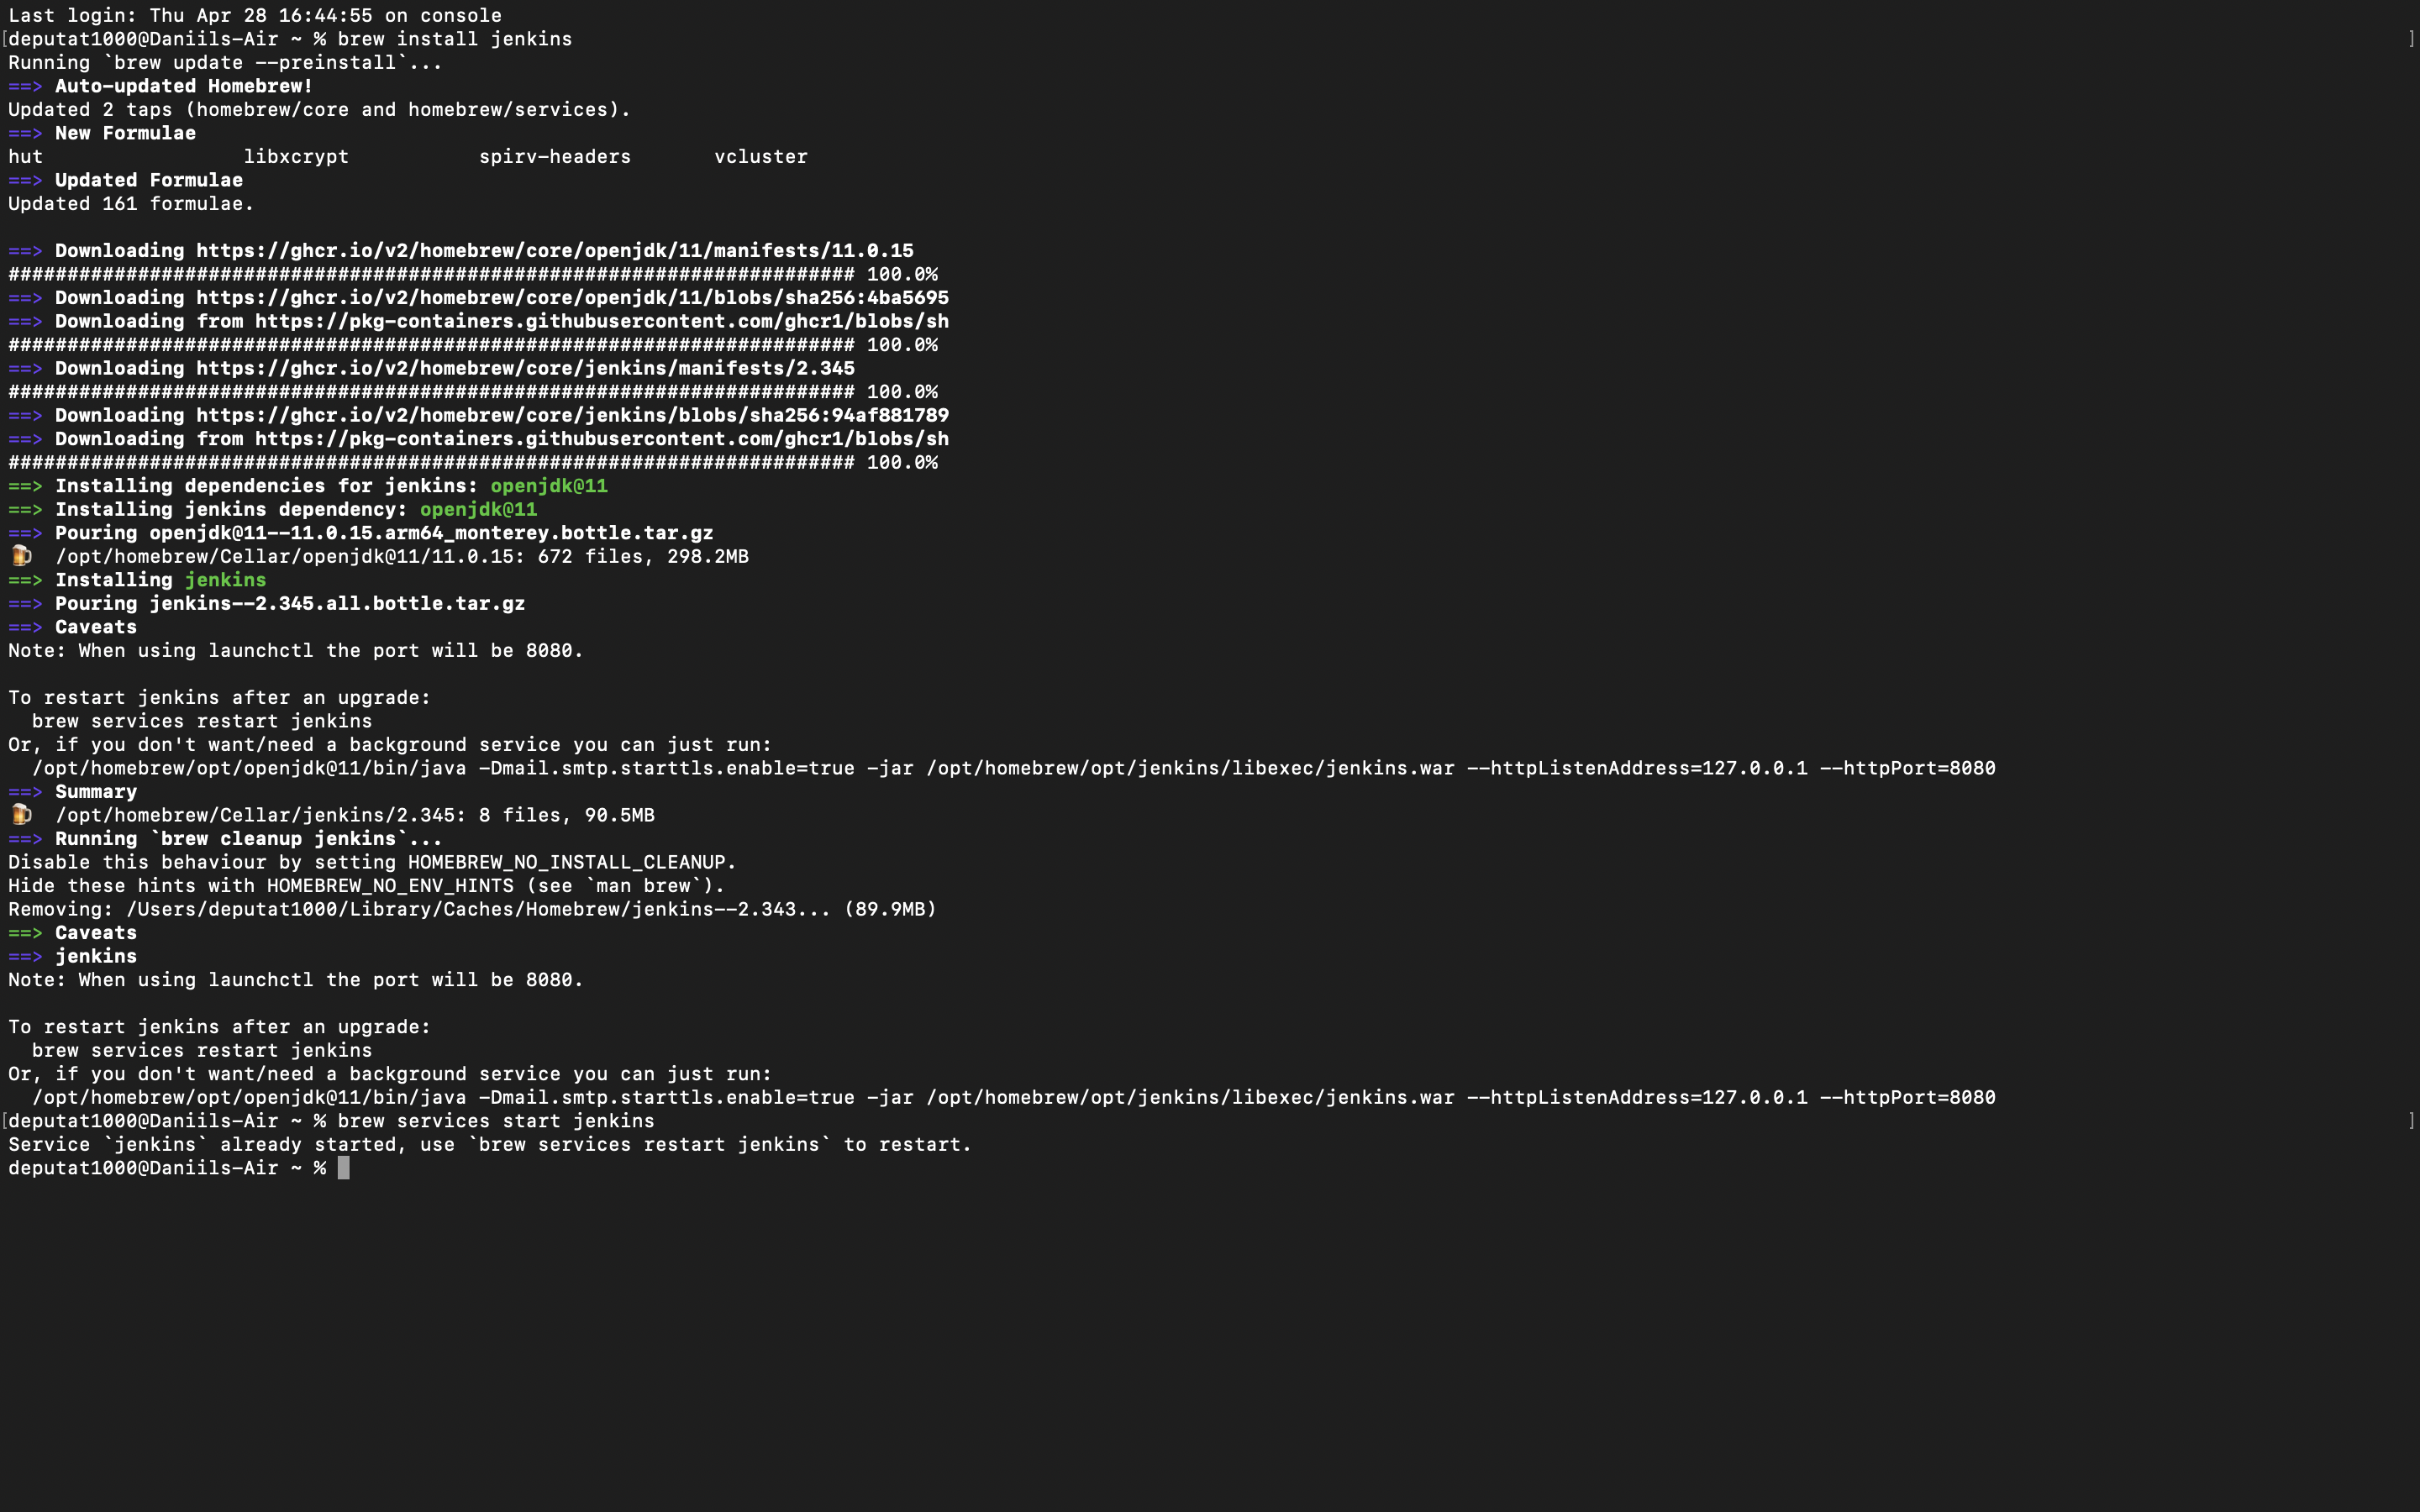 Last login: Thu Apr 28 16:44:55 on console
[deputat1000@Daniils-Air ~ % brew install jenkins ]
Running `brew update --preinstall`...
==> Auto-updated Homebrew!
Updated 2 taps (homebrew/core and homebrew/services).
==> New Formulae
hut libxcrypt spirv-headers vcluster
==> Updated Formulae
Updated 161 formulae.
==> Downloading https://ghcr.io/v2/homebrew/core/openjdk/11/manifests/11.0.15
######################################################################## 100.0%
==> Downloading https://ghcr.io/v2/homebrew/core/openjdk/11/blobs/sha256:4ba5695
==> Downloading from https://pkg-containers.githubusercontent.com/ghcr1/blobs/sh
######################################################################## 100.0%
==> Downloading https://ghcr.io/v2/homebrew/core/jenkins/manifests/2.345
######################################################################## 100.0%
==> Downloading https://ghcr.io/v2/homebrew/core/jenkins/blobs/sha256:94af881789
==> Downloading from https://pkg-containers.githubusercontent.com/ghcr1/blobs/sh
######################################################################## 100.0%
==> Installing dependencies for jenkins: openjdk@11
==> Installing jenkins dependency: openjdk@11
==> Pouring openjdk@11--11.0.15.arm64_monterey.bottle.tar.gz
🍺 /opt/homebrew/Cellar/openjdk@11/11.0.15: 672 files, 298.2MB
==> Installing jenkins
==> Pouring jenkins--2.345.all.bottle.tar.gz
==> Caveats
Note: When using launchctl the port will be 8080.
To restart jenkins after an upgrade:
brew services restart jenkins
Or, if you don't want/need a background service you can just run:
/opt/homebrew/opt/openjdk@11/bin/java -Dmail.smtp.starttls.enable=true -jar /opt/homebrew/opt/jenkins/libexec/jenkins.war --httpListenAddress=127.0.0.1 --httpPort=8080
==> Summary
🍺 /opt/homebrew/Cellar/jenkins/2.345: 8 files, 90.5MB
==> Running `brew cleanup jenkins`...
Disable this behaviour by setting HOMEBREW_NO_INSTALL_CLEANUP.
Hide these hints with HOMEBREW_NO_ENV_HINTS (see `man brew`).
Removing: /Users/deputat1000/Library/Caches/Homebrew/jenkins--2.343... (89.9MB)
==> Caveats
==> jenkins
Note: When using launchctl the port will be 8080.
To restart jenkins after an upgrade:
brew services restart jenkins
Or, if you don't want/need a background service you can just run:
/opt/homebrew/opt/openjdk@11/bin/java -Dmail.smtp.starttls.enable=true -jar /opt/homebrew/opt/jenkins/libexec/jenkins.war --httpListenAddress=127.0.0.1 --httpPort=8080
[deputat1000@Daniils-Air ~ % brew services start jenkins ]
Service `jenkins` already started, use `brew services restart jenkins` to restart.
deputat1000@Daniils-Air ~ %